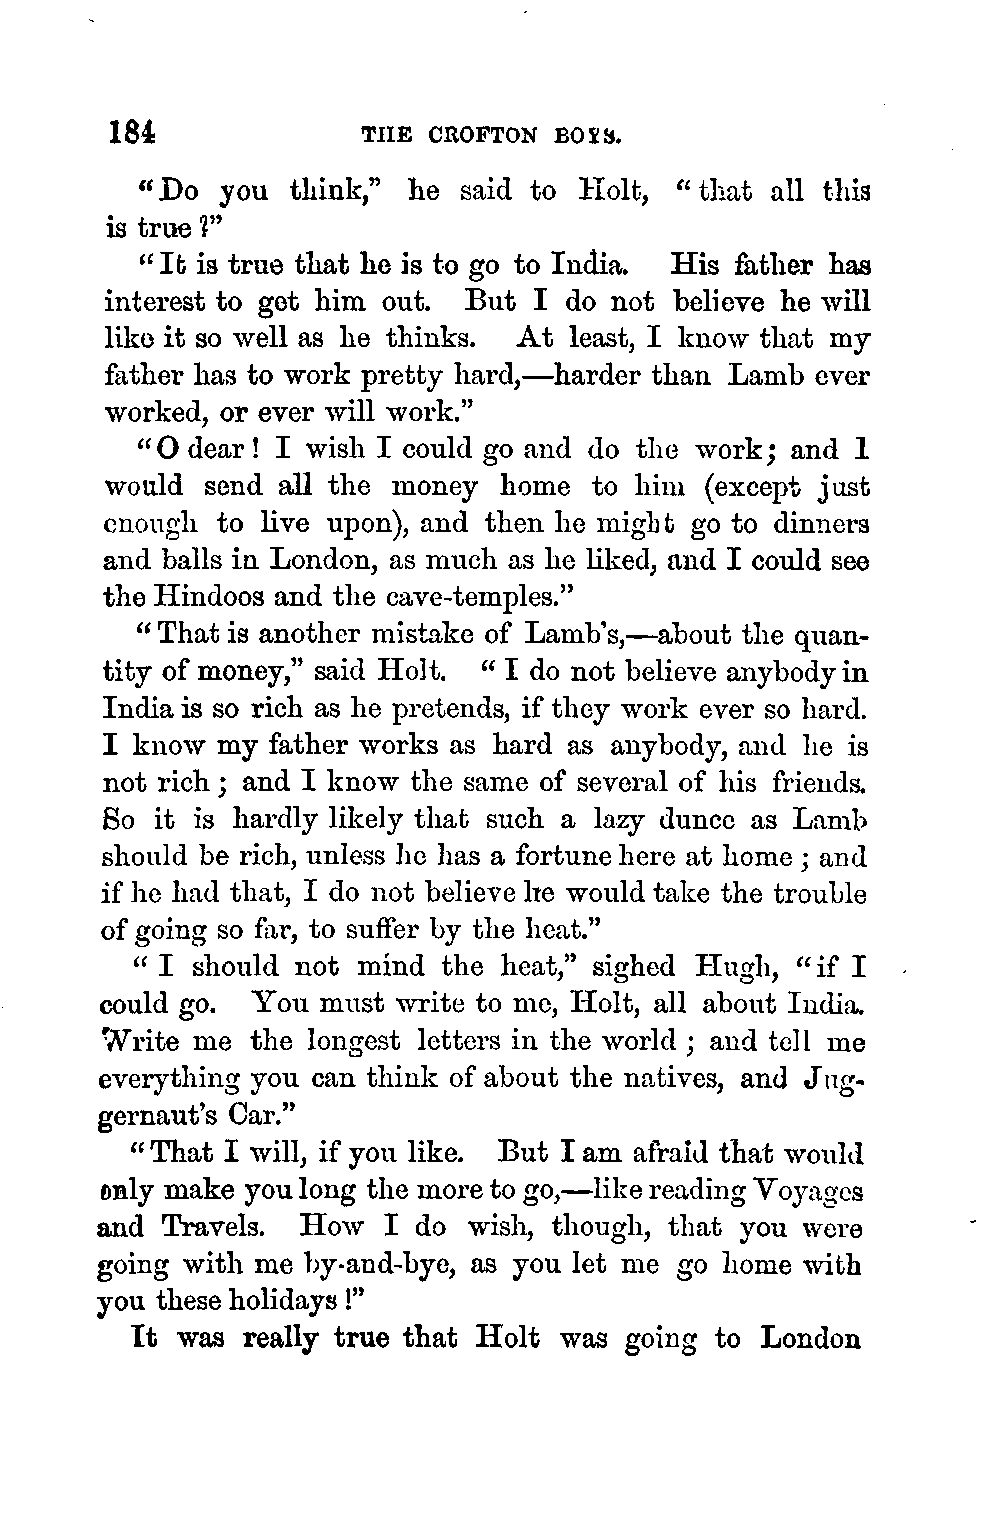 184 THE CROFTON BOYS.
“Do you think,” he said to Holt, “that all this
is true?”
“It is true that he is to go to India. His father has
interest to get him out. But I do not believe he will
like it so well as he thinks. At least, I know that my
father has to work pretty hard,—harder than Lamb ever
worked, or ever will work.”
“O dear! I wish I could go and do the work; and I
would send all the money home to him (except just
enough to live upon), and then he might go to dinners
and balls in London, as much as he liked, and I could see
the Hindoos and the cave-temples.”
“That is another mistake of Lamb’s,—about the quan-
tity of money,” said Holt. “I do not believe anybody in
India is so rich as he pretends, if they work ever so hard.
I know my father works as hard as anybody, and he is
not rich; and I know the same of several of his friends.
So it is hardly likely that such a lazy dunce as Lamb
should be rich, unless he has a fortune here at home; and
if he had that, I do not believe he would take the trouble
of going so far, to suffer by the heat.”
“I should not mind the heat,” sighed Hugh, “if I
could go. You must write to me, Holt, all about India.
Write me the longest letters in the world; and tell me
everything you can think of about the natives, and Jug-
gernaut’s Car.”
“That I will, if you like. But I am afraid that would
only make you long the more to go,—like reading Voyages
and Travels. How I do wish, though, that you were
going with me by-and-bye, as you let me go home with
you these holidays!”
It was really true that Holt was going to London